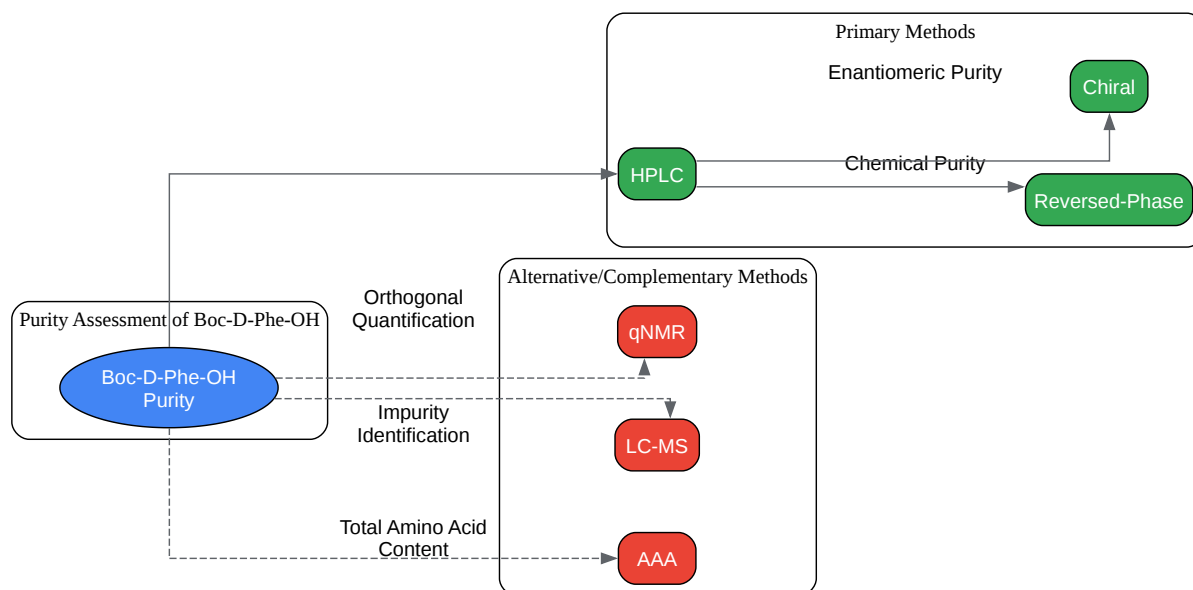 Primary Methods
Enantiomeric Purity
Chiral
HPLC
Chemical Purity
Reversed-Phase
Alternative/Complementary Methods
Orthogonal
Quantification
qNMR
Purity Assessment of Boc-D-Phe-OH
Boc-D-Phe-OH
Purity
Impurity
Identification
LC-MS
Total Amino Acid
Content
AAA